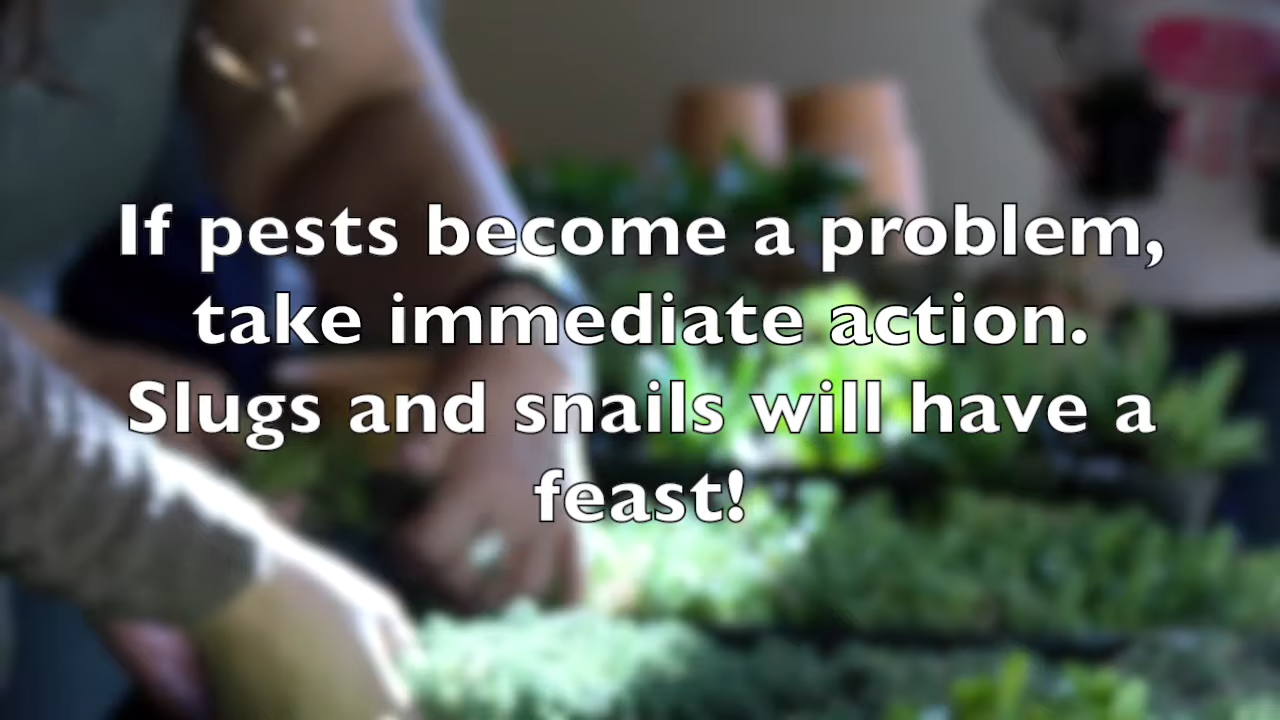 If pests become a problem,
take immediate action.
Slugs and snails will have a
feast!